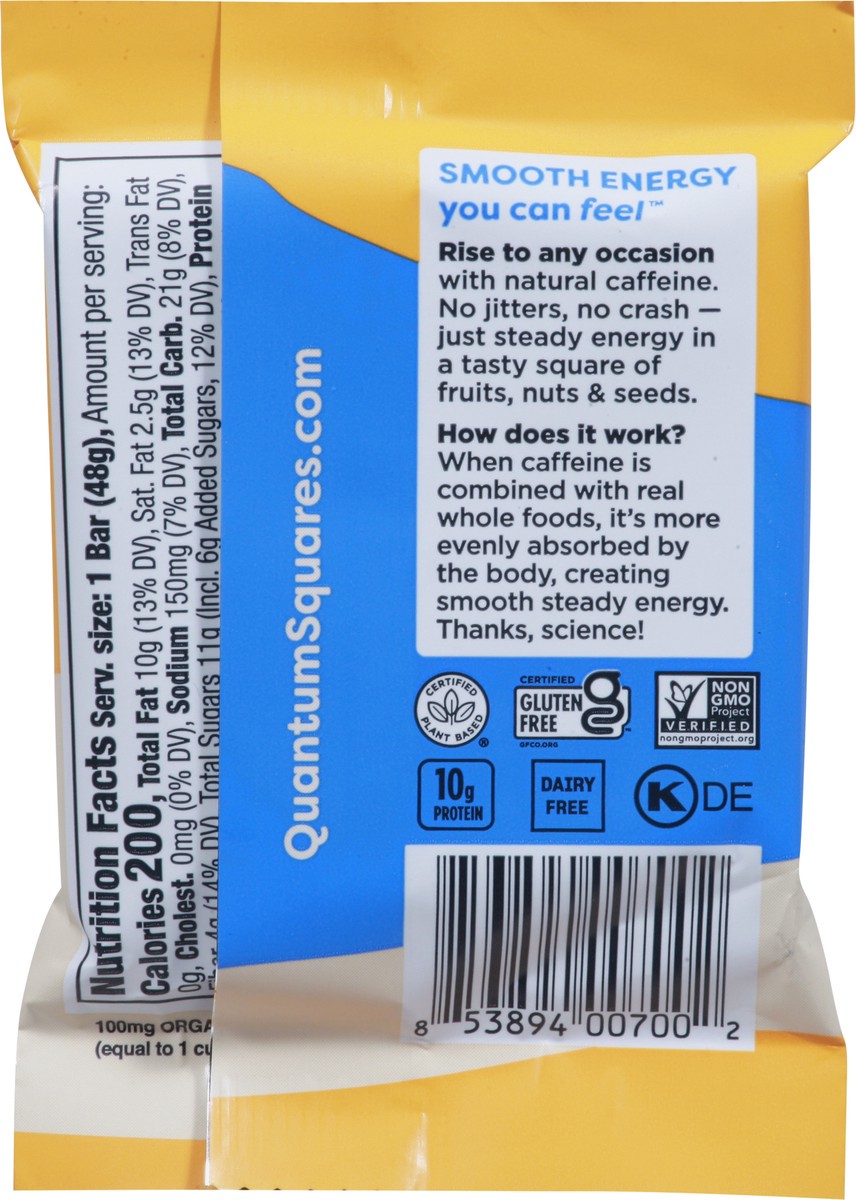 Nutrition Facts Serv. size: 1 Bar (48g), Amount per serving:
Calories 200, Total Fat 10g (13% DV), Sat. Fat 2.5g (13% DV), Trans Fat
0g, Cholest. 0mg (0% DV), Sodium 150mg (7% DV), Total Carb. 21g (8% DV),
Fiber 4g (14% DV), Total Sugars 11g (Incl. 6g Added Sugars, 12% DV), Protein
100mg ORGA
(equal to 1 cu
QuantumSquares.com
SMOOTH ENERGY
you can feel™
Rise to any occasion
with natural caffeine.
No jitters, no crash —
just steady energy in
a tasty square of
fruits, nuts & seeds.
How does it work?
When caffeine is
combined with real
whole foods, it's more
evenly absorbed by
the body, creating
smooth steady energy.
Thanks, science!
CERTIFIED
PLANT BASED
®
CERTIFIED
GLUTEN
FREE
g
™
GFCO.ORG
NON
GMO
Project
VERIFIED
nongmoproject.org
10g
PROTEIN
DAIRY
FREE
K DE
8 53894 00700 2